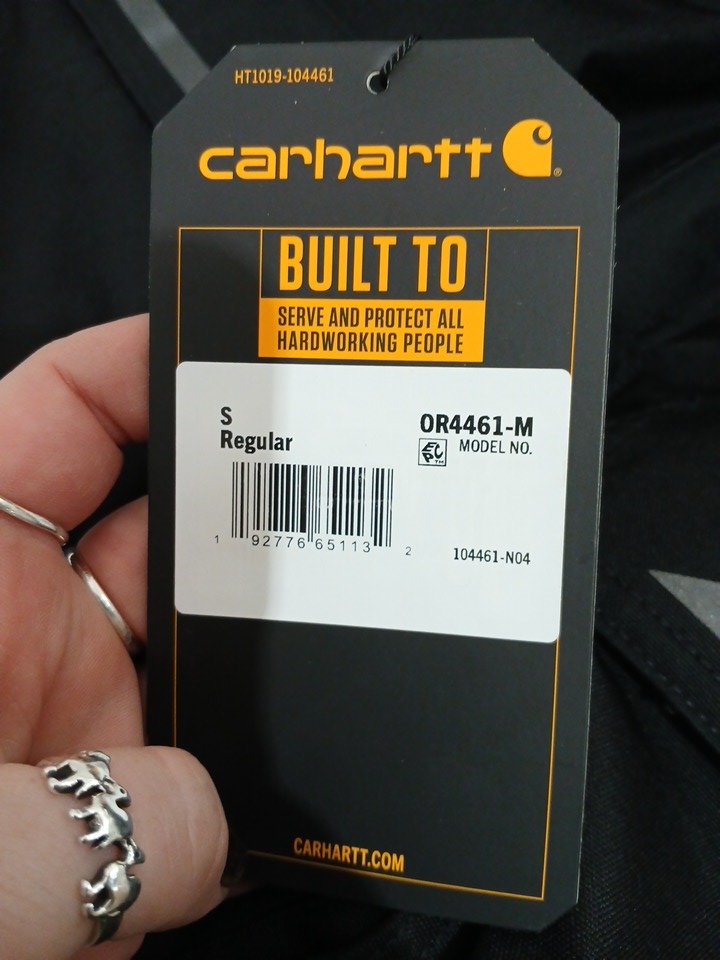 HT1019-104461
carhartt
BUILT TO
SERVE AND PROTECT ALL
HARDWORKING PEOPLE
S
Regular
OR4461-M
MODEL NO.
1 92776 65113 2
104461-N04
CARHARTT.COM